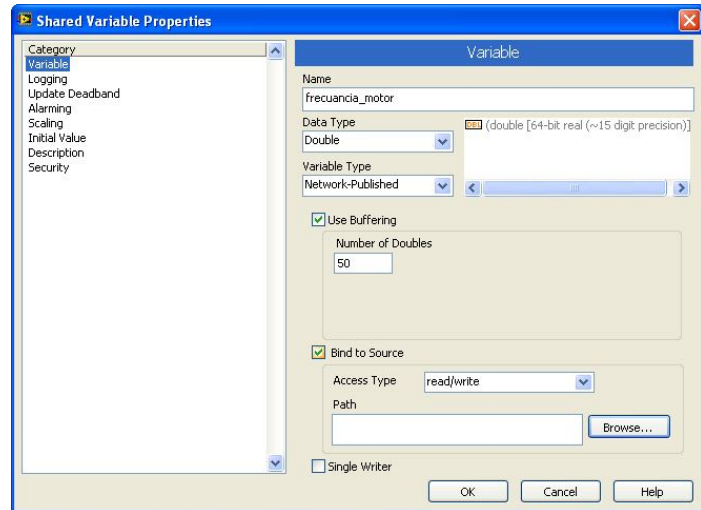 Shared Variable Properties
Category
Variable
Logging
Update Deadband
Alarming
Scaling
Initial Value
Description
Security
Variable
Name
frecuancia_motor
Data Type
Double
DBL (double [64-bit real (~15 digit precision)]
Variable Type
Network-Published
Use Buffering
Number of Doubles
50
Bind to Source
Access Type read/write
Path
Browse...
Single Writer
OK Cancel Help